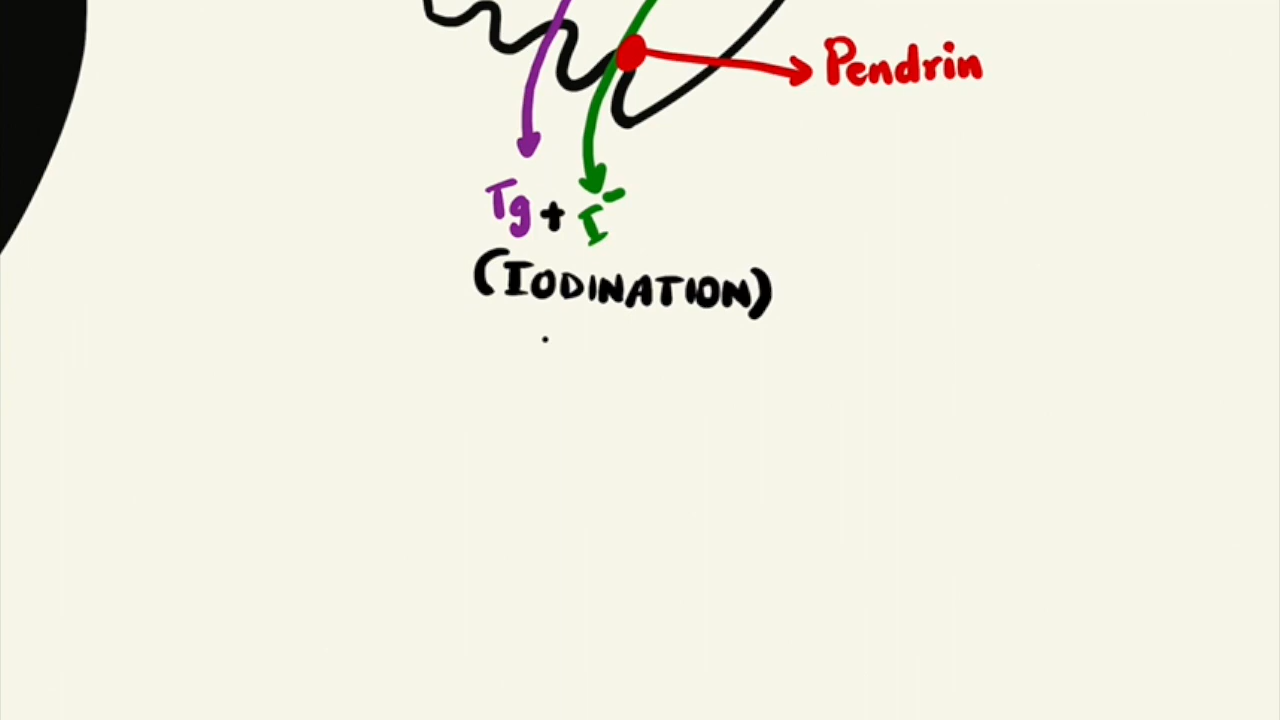 Pendrin
Tg + I⁻
(IODINATION)